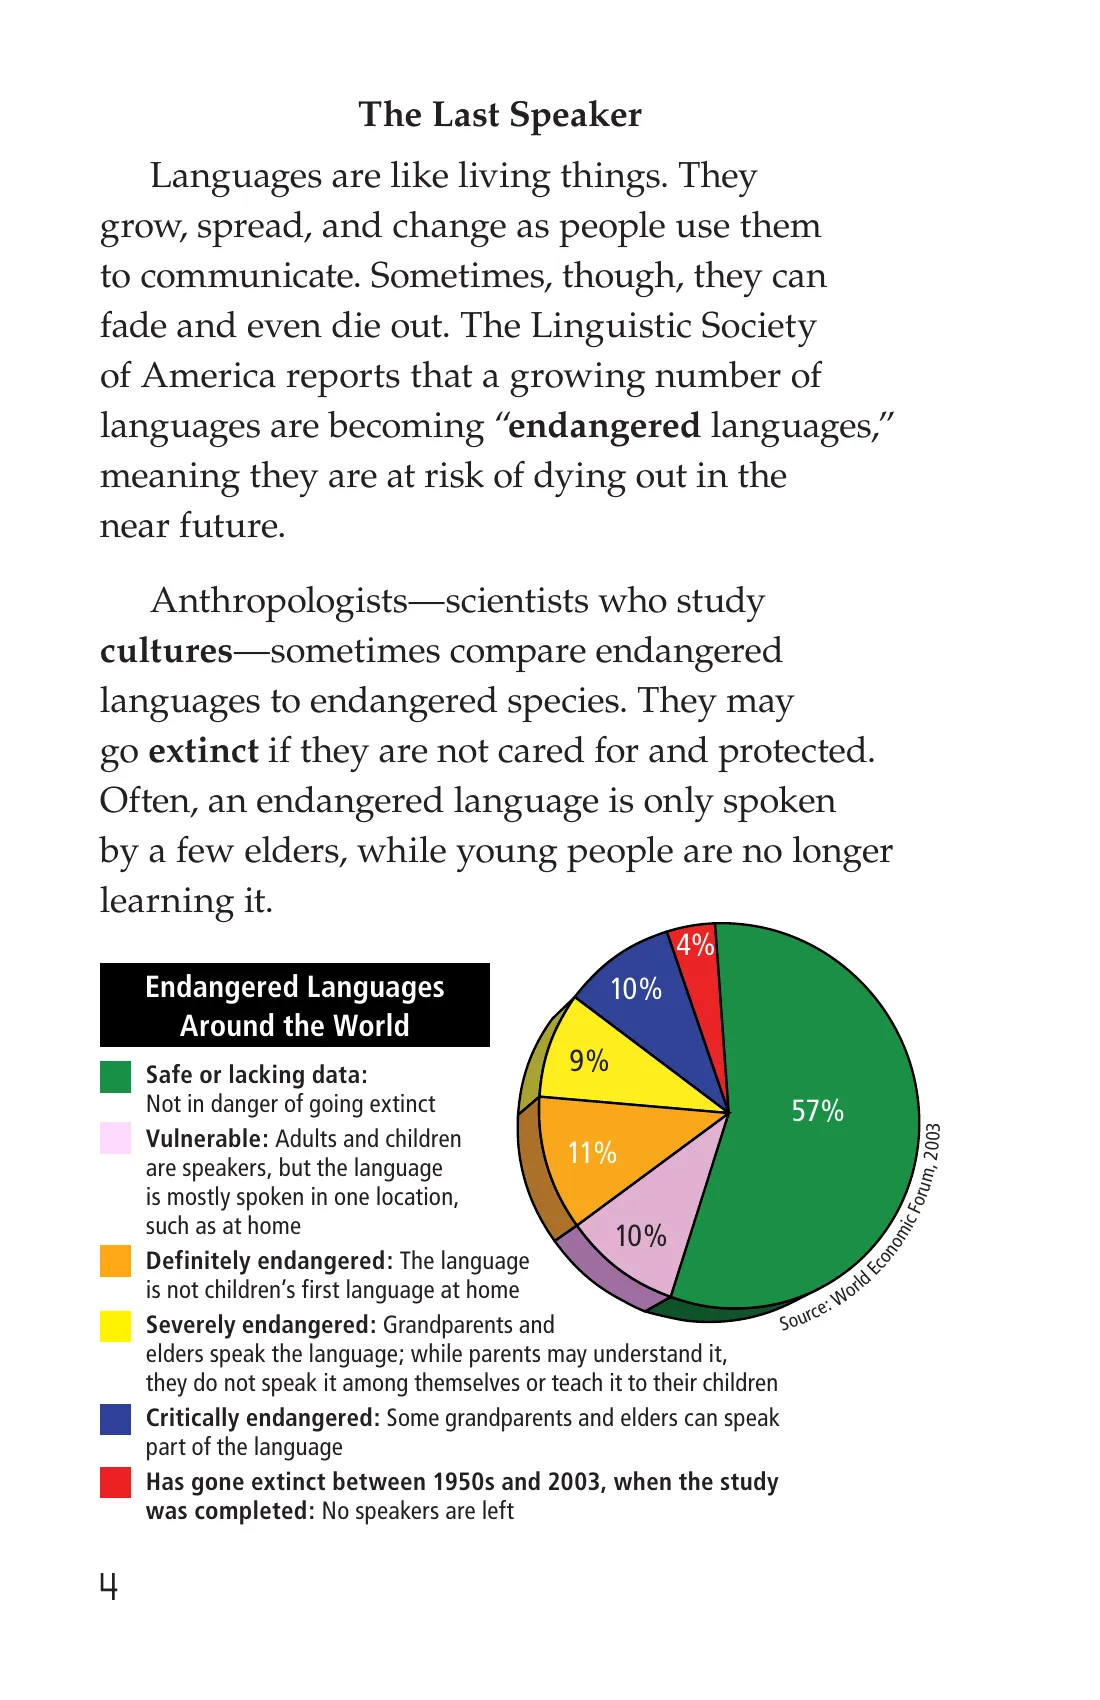 The Last Speaker
Languages are like living things. They
grow, spread, and change as people use them
to communicate. Sometimes, though, they can
fade and even die out. The Linguistic Society
of America reports that a growing number of
languages are becoming “endangered languages,”
meaning they are at risk of dying out in the
near future.
Anthropologists—scientists who study
cultures—sometimes compare endangered
languages to endangered species. They may
go extinct if they are not cared for and protected.
Often, an endangered language is only spoken
by a few elders, while young people are no longer
learning it.
Endangered Languages
Around the World
Safe or lacking data:
Not in danger of going extinct
Vulnerable: Adults and children
are speakers, but the language
is mostly spoken in one location,
such as at home
Definitely endangered: The language
is not children’s first language at home
Severely endangered: Grandparents and
elders speak the language; while parents may understand it,
they do not speak it among themselves or teach it to their children
Critically endangered: Some grandparents and elders can speak
part of the language
Has gone extinct between 1950s and 2003, when the study
was completed: No speakers are left
4%
10%
9%
57%
11%
10%
Source: World Economic Forum, 2003
4